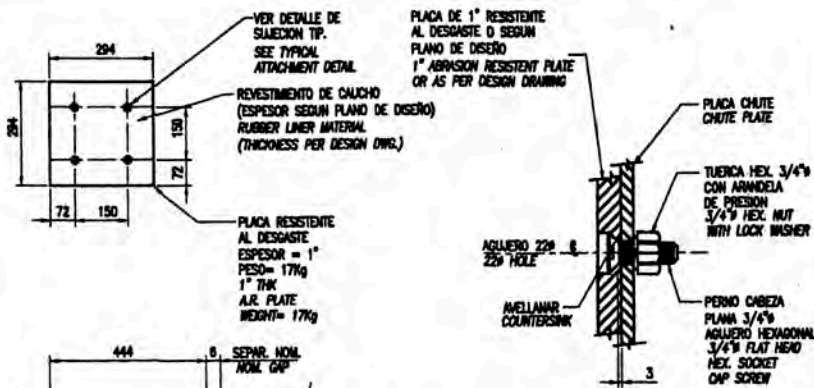 VER DETALLE DE
SUJECION TIP.
SEE TYPICAL
ATTACHMENT DETAIL
294
294
REVESTIMIENTO DE CAUCHO
(ESPESOR SEGUN PLANO DE DISEÑO)
RUBBER LINER MATERIAL
(THICKNESS PER DESIGN DWG.)
150
72
72
150
PLACA RESISTENTE
AL DESGASTE
ESPESOR = 1"
PESO= 17Kg
1" THK
A.R. PLATE
WEIGHT= 17Kg
444
6
SEPAR. NOM.
NOM. GAP
PLACA DE 1" RESISTENTE
AL DESGASTE O SEGUN
PLANO DE DISEÑO
1" ABRASION RESISTENT PLATE
OR AS PER DESIGN DRAWING
PLACA CHUTE
CHUTE PLATE
TUERCA HEX. 3/4"ø
CON ARANDELA
DE PRESION
3/4"ø HEX. NUT
WITH LOCK WASHER
AGUJERO 22ø
22ø HOLE
AVELLANAR
COUNTERSINK
PERNO CABEZA
PLANA 3/4"ø
AGUJERO HEXAGONAL
3/4"ø FLAT HEAD
HEX. SOCKET
CAP SCREW
3